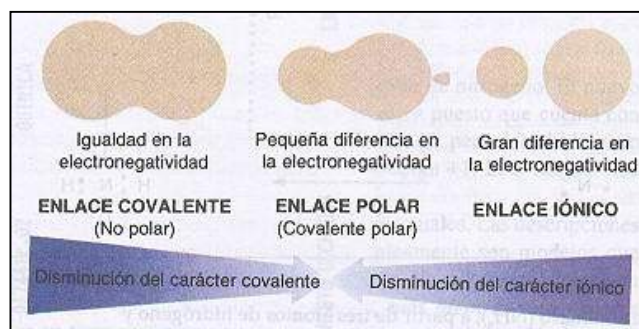 Igualdad en la
electronegatividad
ENLACE COVALENTE
(No polar)
Pequeña diferencia en
la electronegatividad
ENLACE POLAR
(Covalente polar)
Gran diferencia en
la electronegatividad
ENLACE IÓNICO
Disminución del carácter covalente
Disminución del carácter iónico